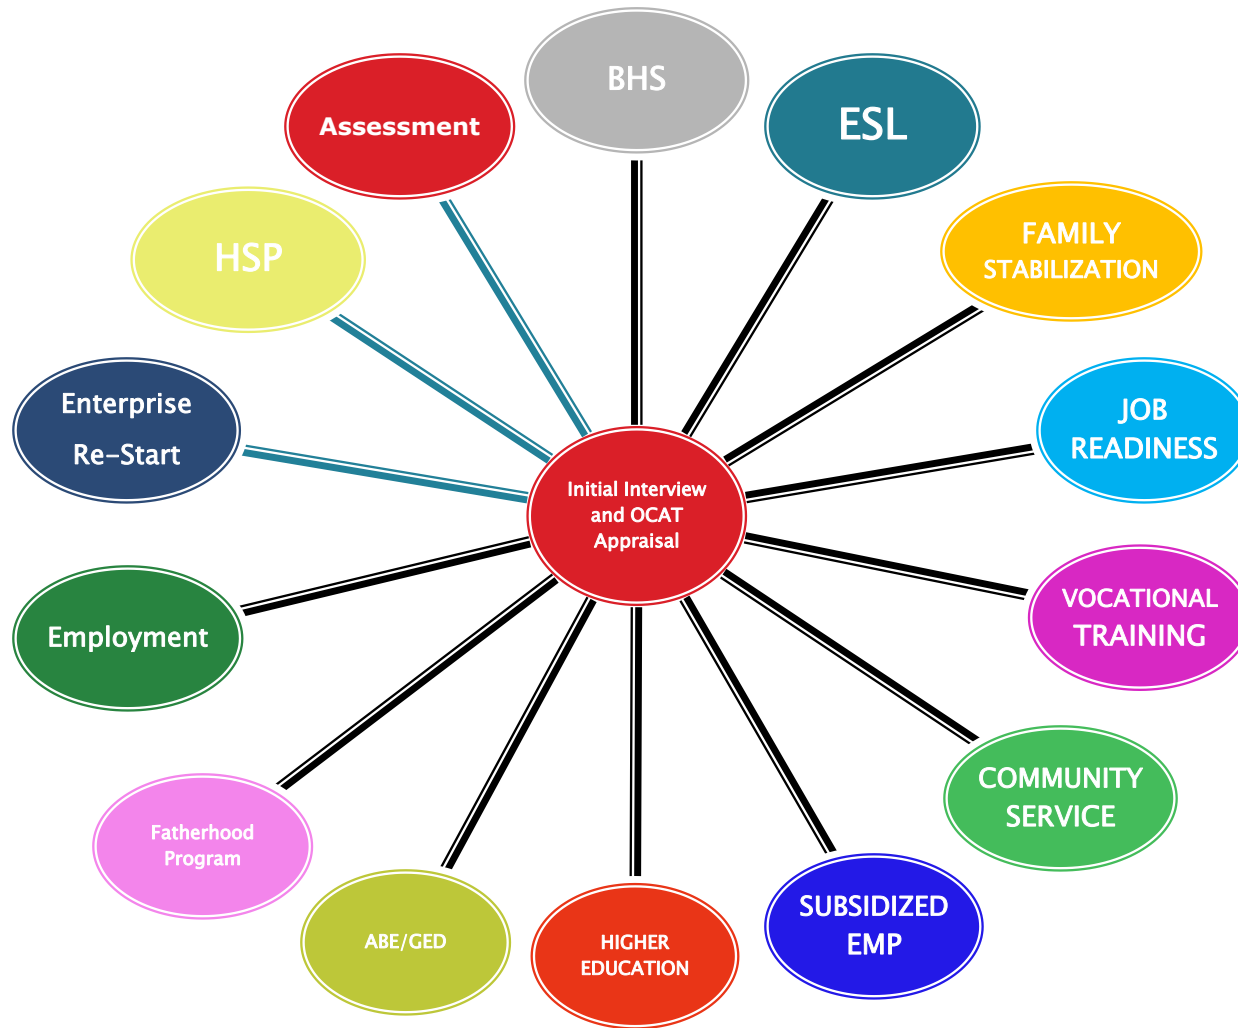 BHS
ESL
Assessment
FAMILY
STABILIZATION
HSP
JOB
READINESS
Enterprise
Re-Start
Initial Interview
and OCAT
Appraisal
VOCATIONAL
TRAINING
Employment
COMMUNITY
SERVICE
Fatherhood
Program
SUBSIDIZED
EMP
ABE/GED
HIGHER
EDUCATION